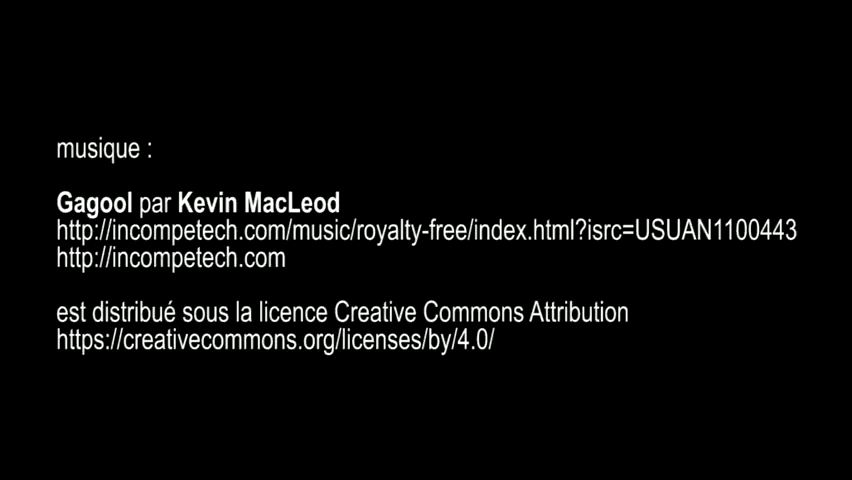 musique :
Gagool par Kevin MacLeod
http://incompetech.com/music/royalty-free/index.html?isrc=USUAN1100443
http://incompetech.com
est distribué sous la licence Creative Commons Attribution
https://creativecommons.org/licenses/by/4.0/